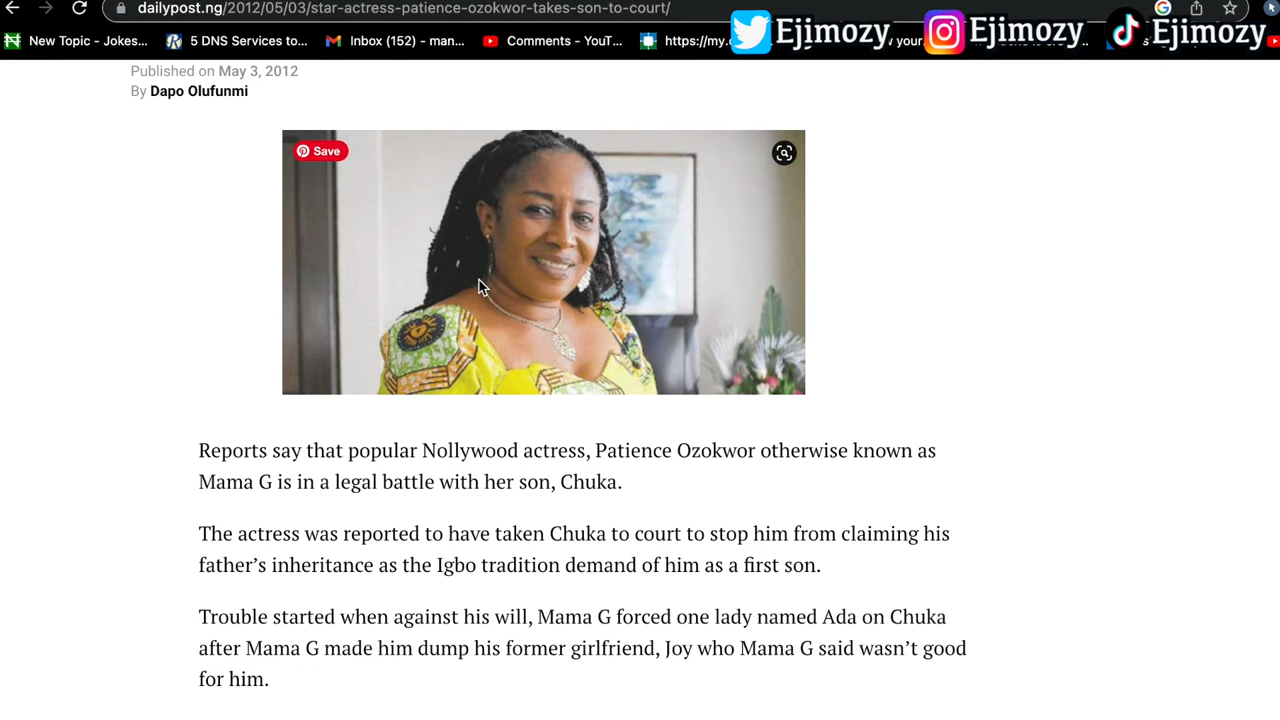 dailypost.ng/2012/05/03/star-actress-patience-ozokwor-takes-son-to-court/
New Topic - Jokes... 5 DNS Services to... Inbox (152) – man... Comments - YouT... https://my.
Ejimozy Ejimozy Ejimozy
Published on May 3, 2012
By Dapo Olufunmi
Save
Reports say that popular Nollywood actress, Patience Ozokwor otherwise known as
Mama G is in a legal battle with her son, Chuka.
The actress was reported to have taken Chuka to court to stop him from claiming his
father’s inheritance as the Igbo tradition demand of him as a first son.
Trouble started when against his will, Mama G forced one lady named Ada on Chuka
after Mama G made him dump his former girlfriend, Joy who Mama G said wasn’t good
for him.